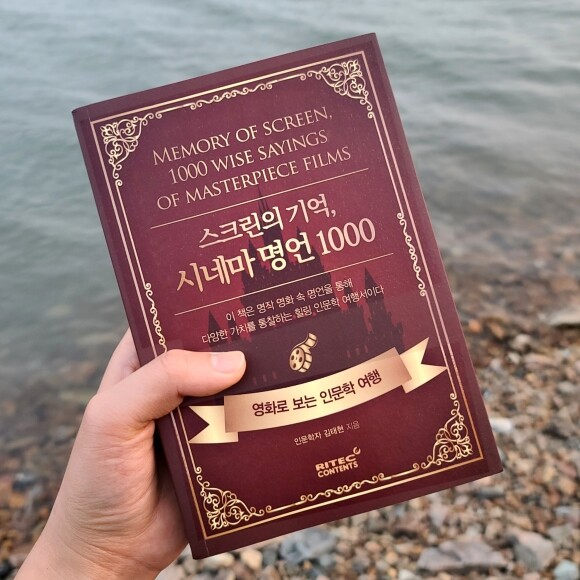 MEMORY OF SCREEN,
1000 WISE SAYINGS
OF MASTERPIECE FILMS
스크린의 기억,
시네마 명언 1000
이 책은 명작 영화 속 명언을 통해
다양한 가치를 통찰하는 힐링 인문학 여행서이다
영화로 보는 인문학 여행
인문학자 김태현 지음
RITEC
CONTENTS